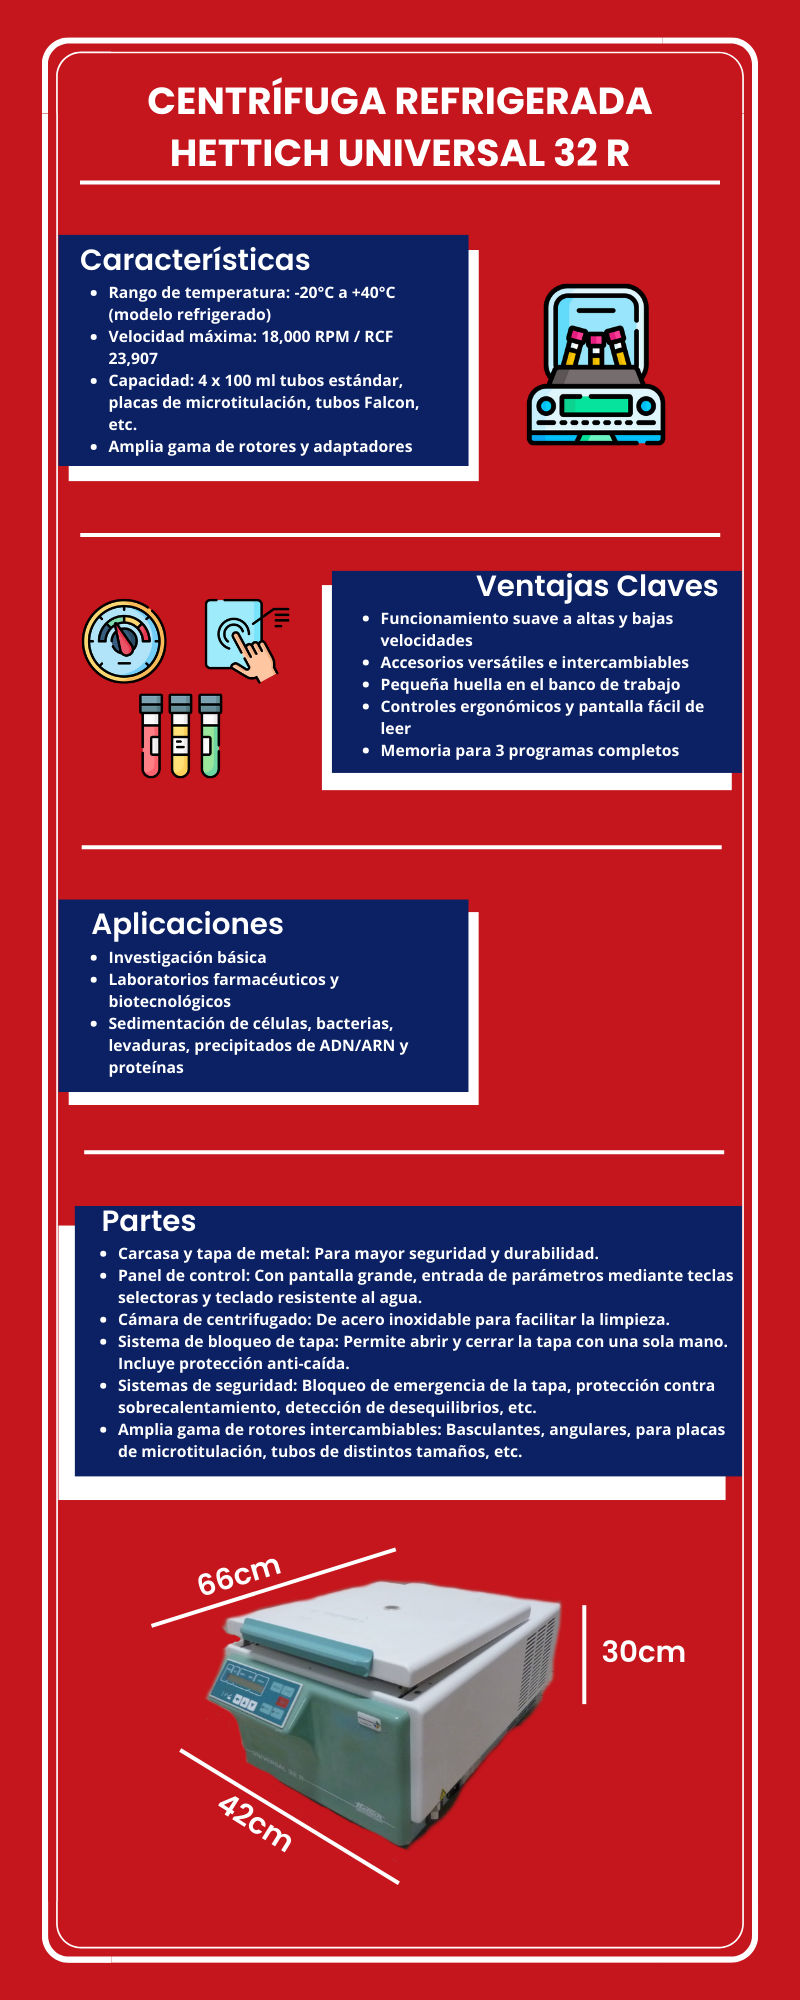 CENTRÍFUGA REFRIGERADA
HETTICH UNIVERSAL 32 R
Características
Rango de temperatura: -20°C a +40°C
(modelo refrigerado)
Velocidad máxima: 18,000 RPM / RCF
23,907
Capacidad: 4 x 100 ml tubos estándar,
placas de microtitulación, tubos Falcon,
etc.
Amplia gama de rotores y adaptadores
Ventajas Claves
Funcionamiento suave a altas y bajas
velocidades
Accesorios versátiles e intercambiables
Pequeña huella en el banco de trabajo
Controles ergonómicos y pantalla fácil de
leer
Memoria para 3 programas completos
Aplicaciones
Investigación básica
Laboratorios farmacéuticos y
biotecnológicos
Sedimentación de células, bacterias,
levaduras, precipitados de ADN/ARN y
proteínas
Partes
Carcasa y tapa de metal: Para mayor seguridad y durabilidad.
Panel de control: Con pantalla grande, entrada de parámetros mediante teclas
selectoras y teclado resistente al agua.
Cámara de centrifugado: De acero inoxidable para facilitar la limpieza.
Sistema de bloqueo de tapa: Permite abrir y cerrar la tapa con una sola mano.
Incluye protección anti-caída.
Sistemas de seguridad: Bloqueo de emergencia de la tapa, protección contra
sobrecalentamiento, detección de desequilibrios, etc.
Amplia gama de rotores intercambiables: Basculantes, angulares, para placas
de microtitulación, tubos de distintos tamaños, etc.
66cm
30cm
UNIVERSAL 32 R
42cm